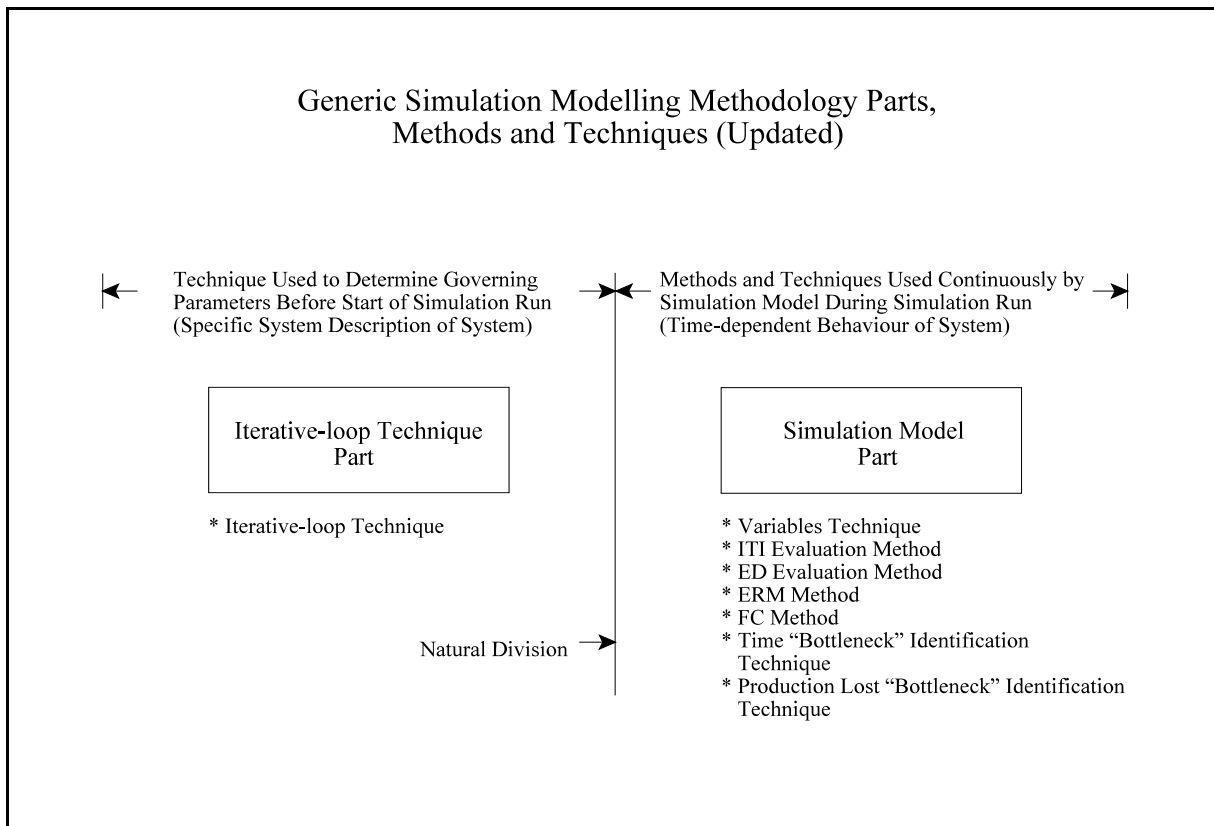 Generic Simulation Modelling Methodology Parts,
Methods and Techniques (Updated)
Technique Used to Determine Governing
Parameters Before Start of Simulation Run
(Specific System Description of System)
Methods and Techniques Used Continuously by
Simulation Model During Simulation Run
(Time-dependent Behaviour of System)
Iterative-loop Technique
Part
* Iterative-loop Technique
Simulation Model
Part
* Variables Technique
* ITI Evaluation Method
* ED Evaluation Method
* ERM Method
* FC Method
* Time “Bottleneck” Identification
Technique
* Production Lost “Bottleneck” Identification
Technique
Natural Division